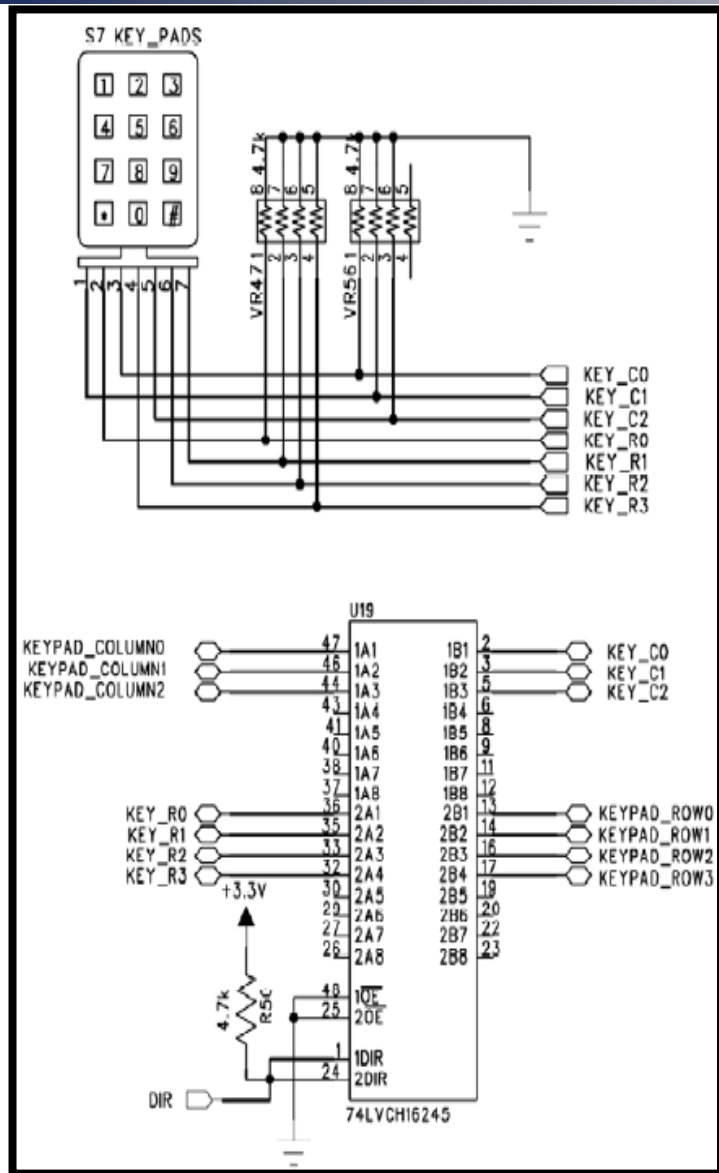 S7 KEY_PADS
1 2 3
4 5 6
7 8 9
* 0 #
1 2 3 4 5 6 7
8 4.7k
7
6
5
VR47 1
2
3
4
8 4.7k
7
6
5
VR56 1
2
3
4
KEY_C0
KEY_C1
KEY_C2
KEY_R0
KEY_R1
KEY_R2
KEY_R3
U19
KEYPAD_COLUMN0 47 1A1 1B1 2 KEY_C0
KEYPAD_COLUMN1 46 1A2 1B2 3 KEY_C1
KEYPAD_COLUMN2 44 1A3 1B3 5 KEY_C2
43 1A4 1B4 6
41 1A5 1B5 8
40 1A6 1B6 9
38 1A7 1B7 11
37 1A8 1B8 12
KEY_R0 36 2A1 2B1 13 KEYPAD_ROW0
KEY_R1 35 2A2 2B2 14 KEYPAD_ROW1
KEY_R2 33 2A3 2B3 16 KEYPAD_ROW2
KEY_R3 32 2A4 2B4 17 KEYPAD_ROW3
+3.3V 30 2A5 2B5 19
29 2A6 2B6 20
27 2A7 2B7 22
26 2A8 2B8 23
4.7k
48 1OE
25 2OE
1 1DIR
24 2DIR
DIR
74LVCH16245